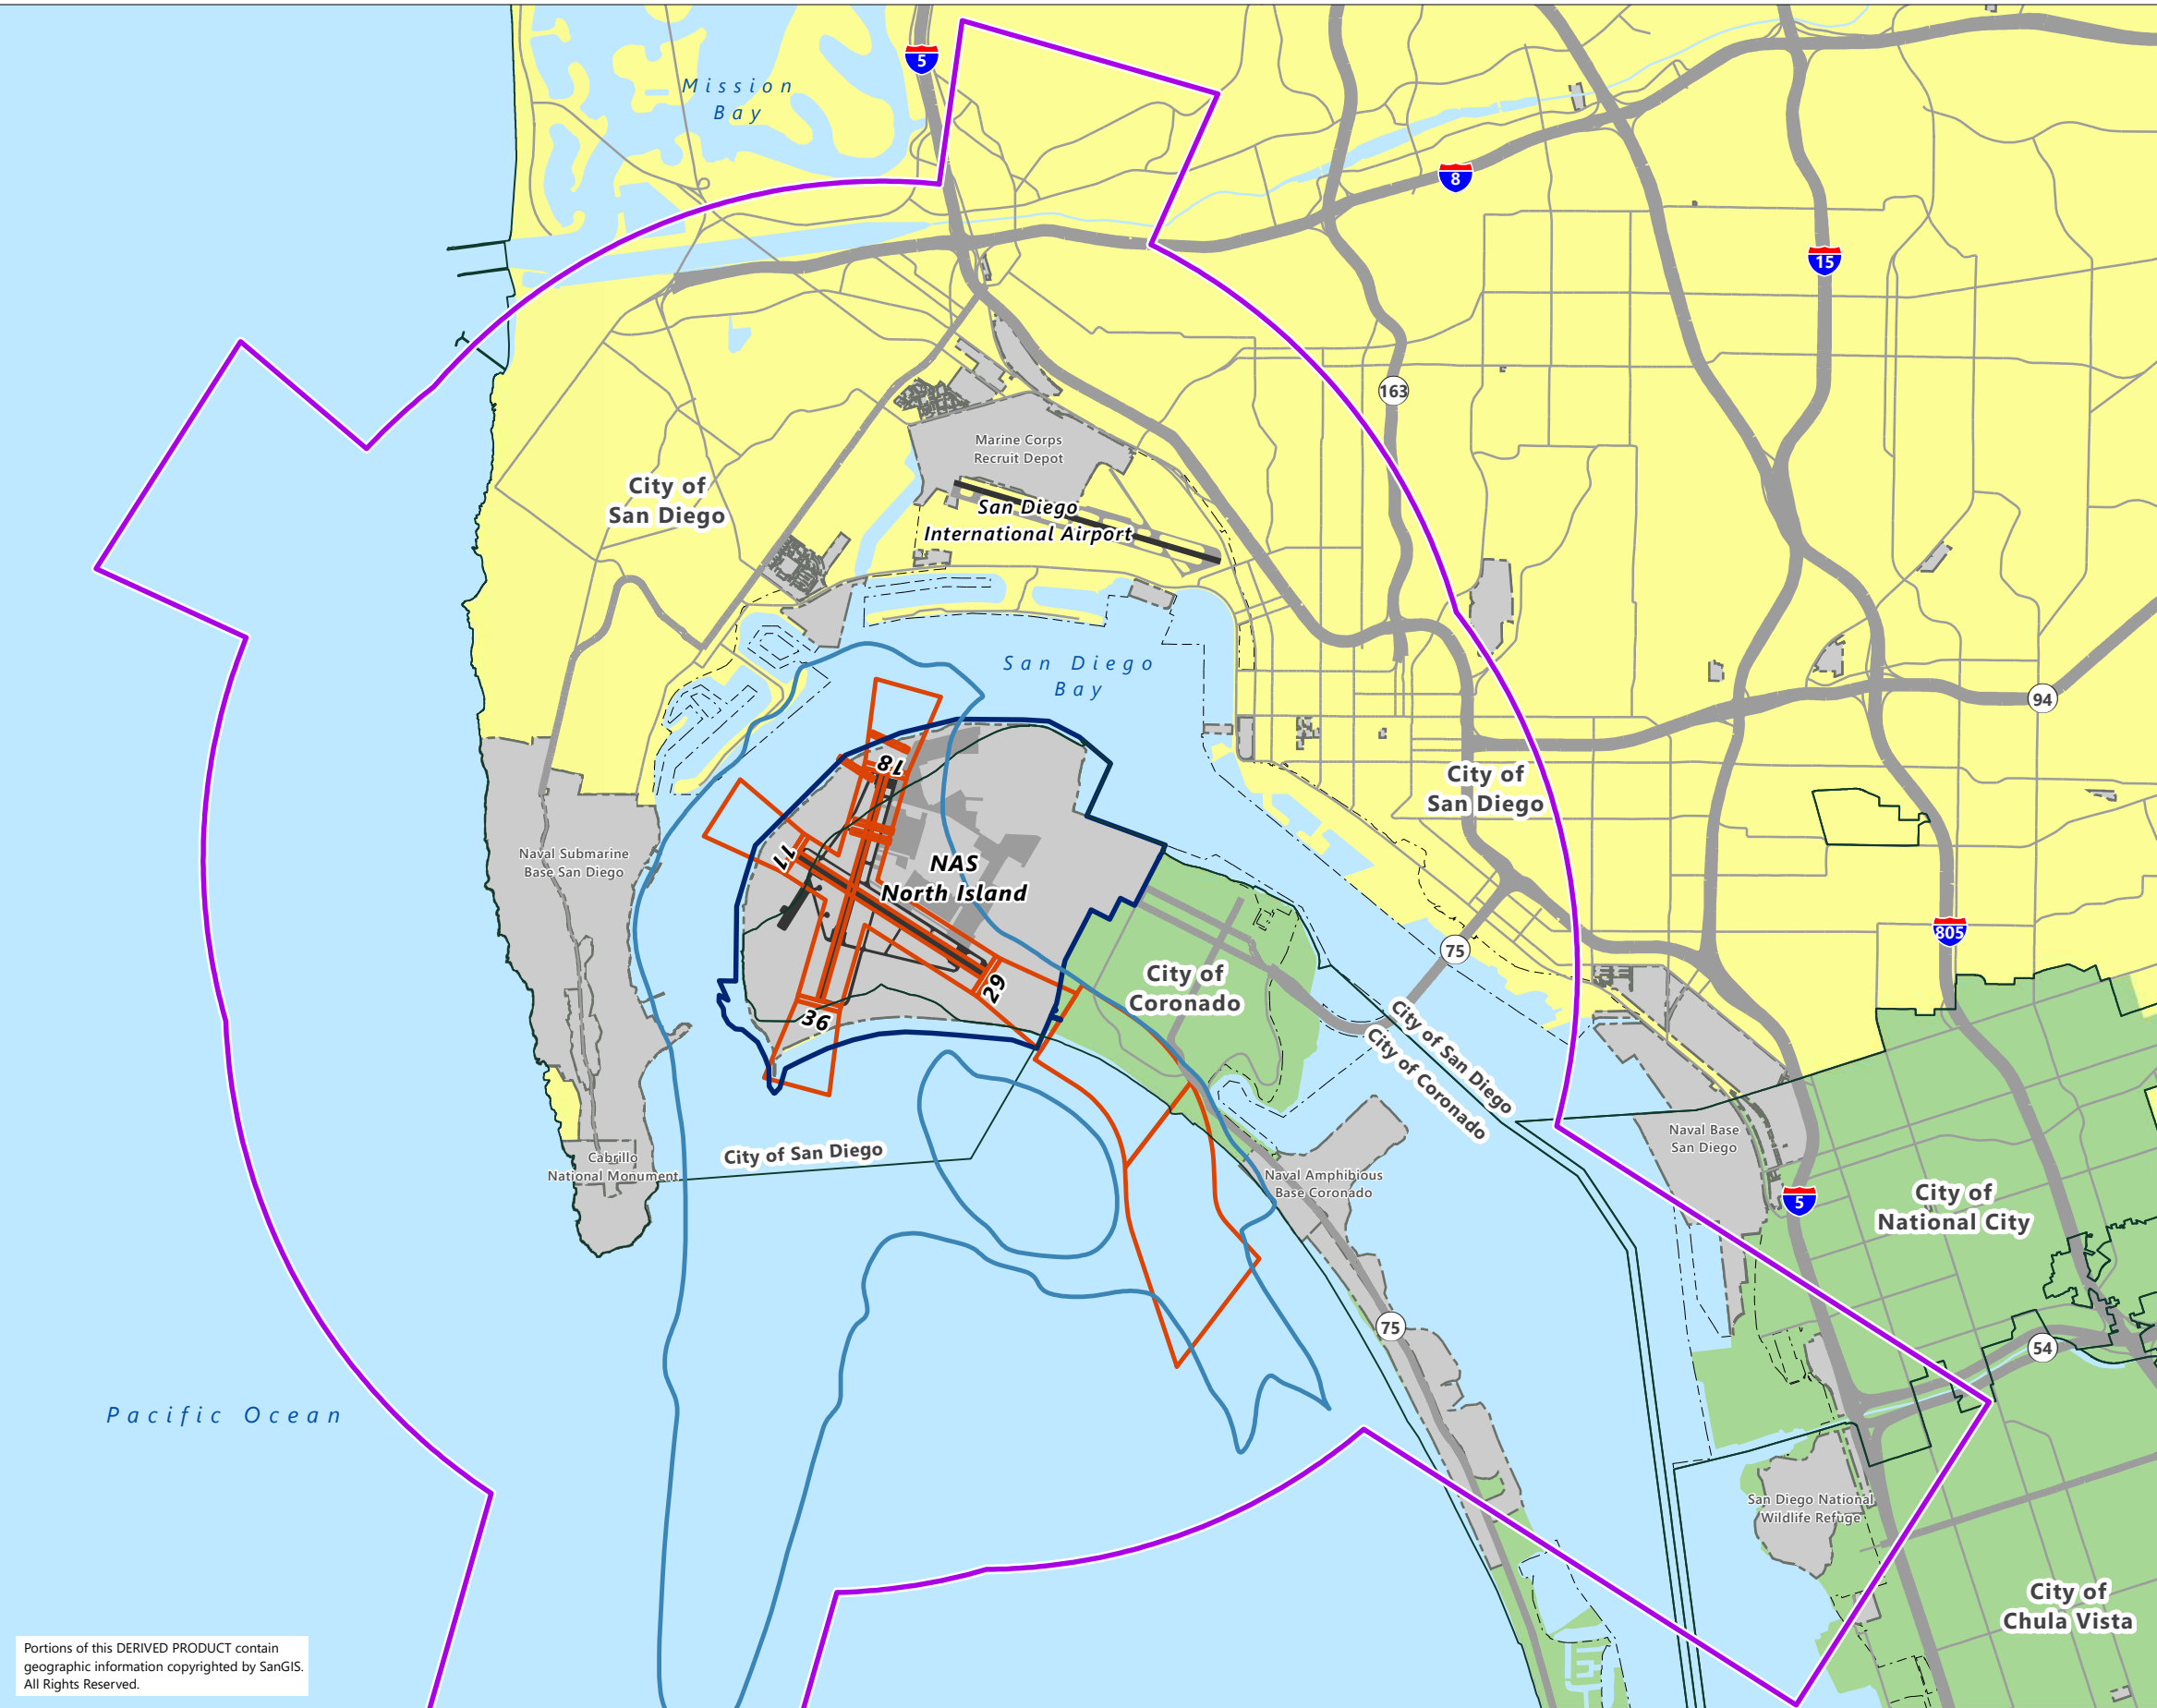 5
Mission
Bay
8
15
163
Marine Corps
Recruit Depot
City of
San Diego
San Diego
International Airport
San Diego
Bay
94
18
City of
San Diego
11
Naval Submarine
Base San Diego
NAS
North Island
805
75
29
City of
Coronado
36
City of San Diego
City of Coronado
Naval Base
San Diego
City of San Diego
Cabrillo
National Monument
Naval Amphibious
Base Coronado
5
City of
National City
75
54
Pacific Ocean
San Diego National
Wildlife Refuge
City of
Chula Vista
Portions of this DERIVED PRODUCT contain
geographic information copyrighted by SanGIS.
All Rights Reserved.